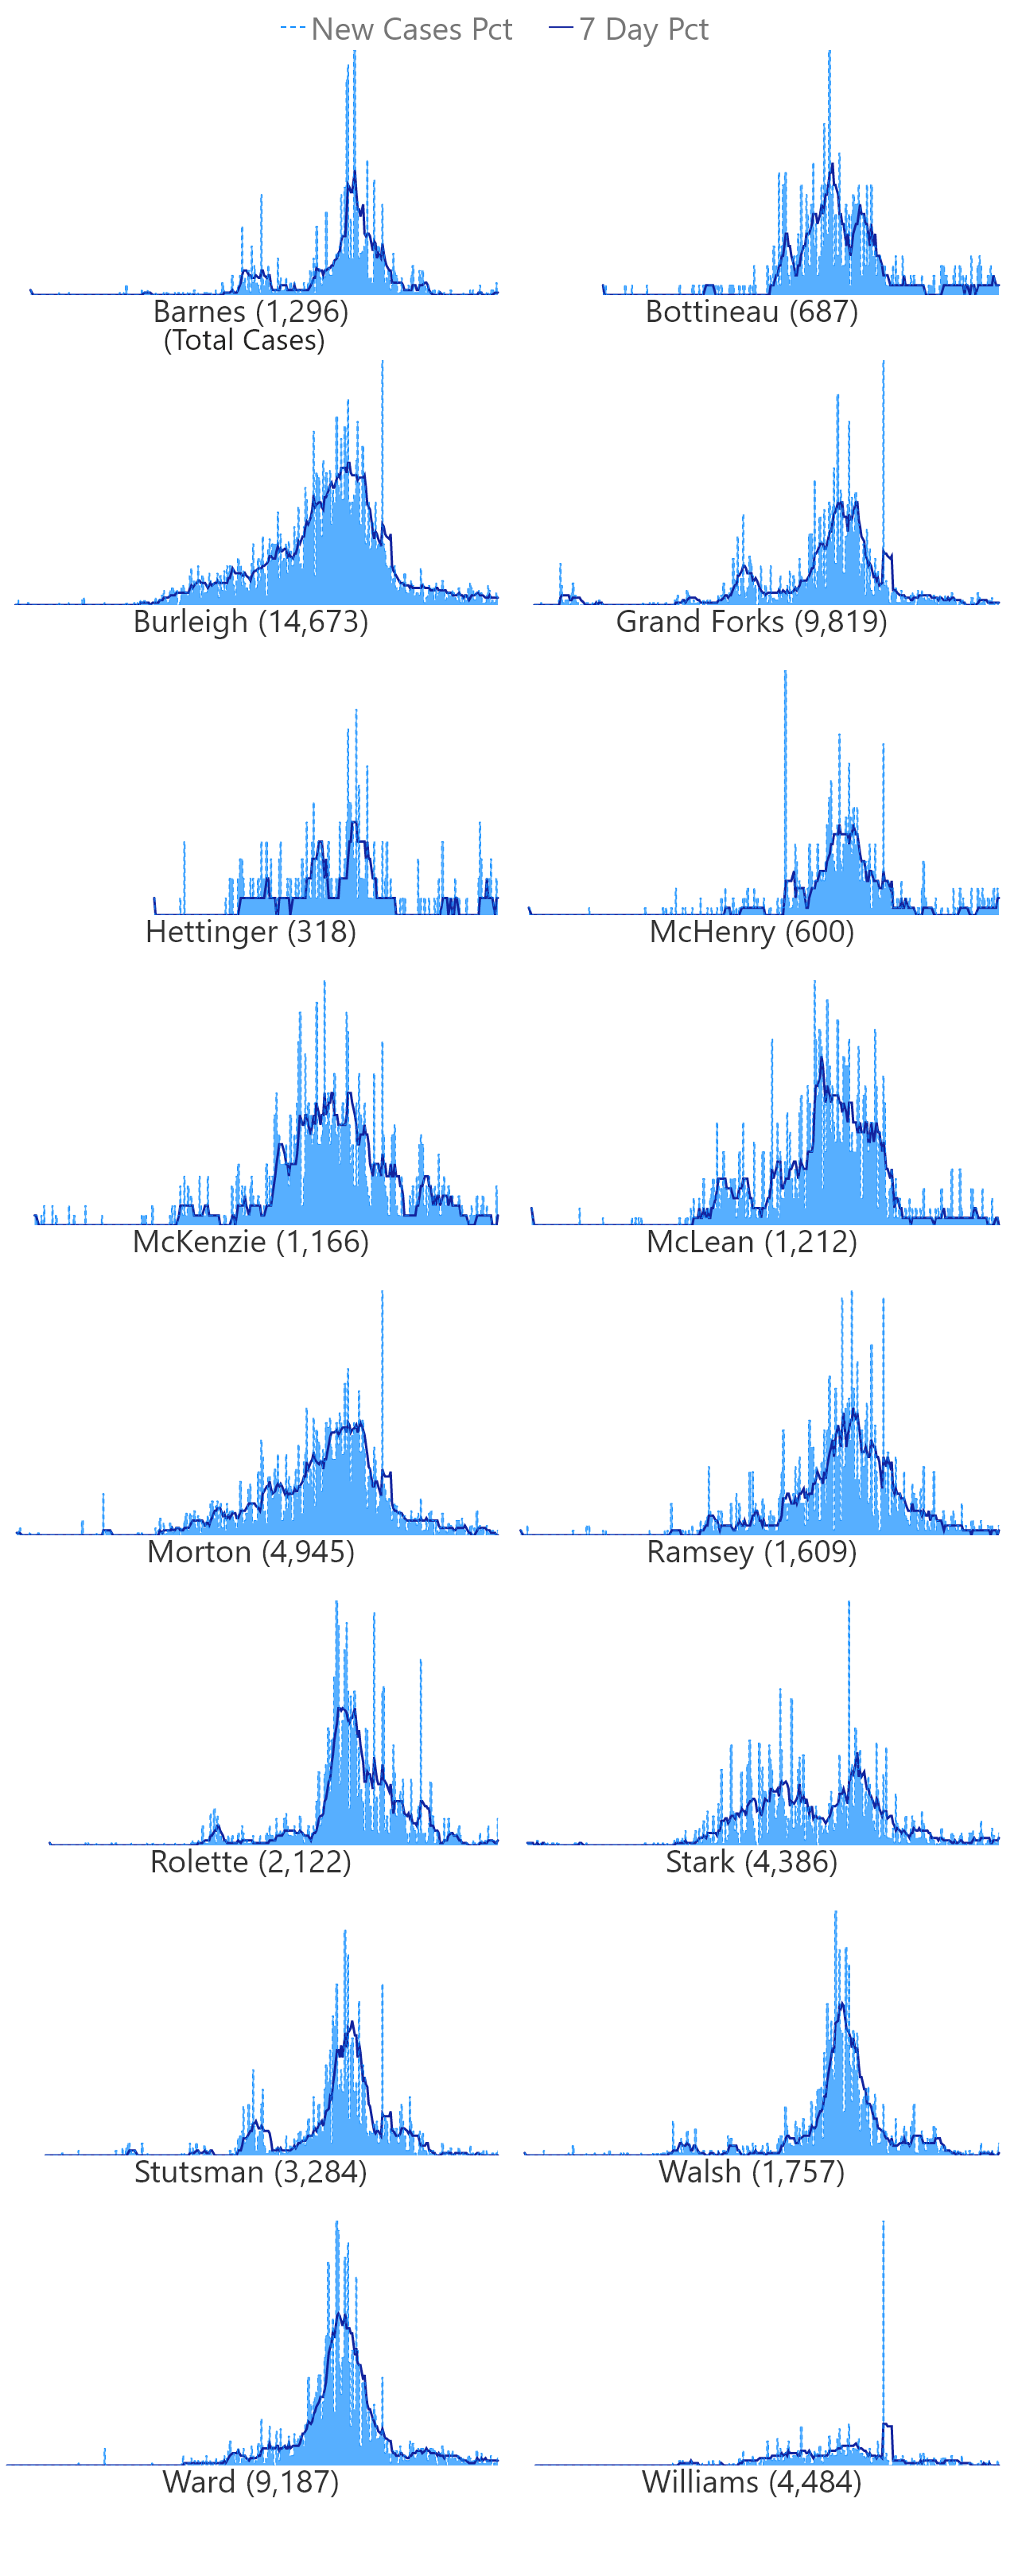 New Cases Pct 7 Day Pct
Barnes (1,296) Bottineau (687)
(Total Cases)
Burleigh (14,673) Grand Forks (9,819)
Hettinger (318) McHenry (600)
McKenzie (1,166) McLean (1,212)
Morton (4,945) Ramsey (1,609)
Rolette (2,122) Stark (4,386)
Stutsman (3,284) Walsh (1,757)
Ward (9,187) Williams (4,484)